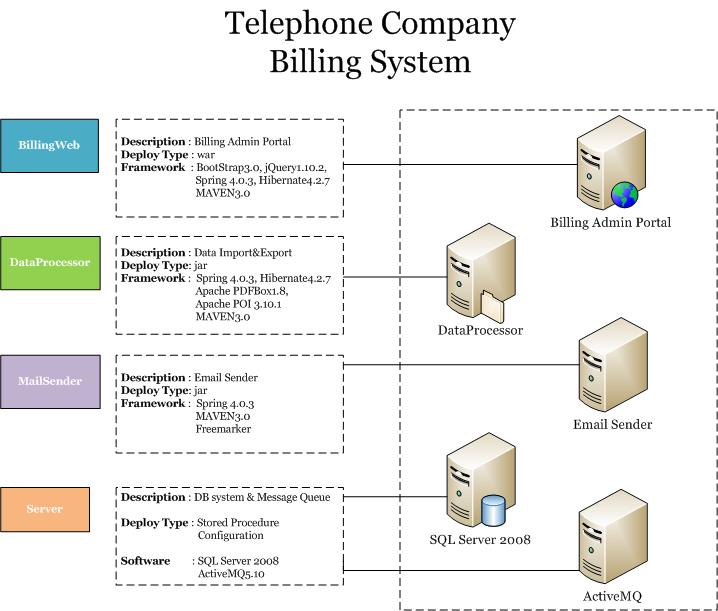 Telephone Company
Billing System
BillingWeb
Description : Billing Admin Portal
Deploy Type : war
Framework : BootStrap3.0, jQuery1.10.2,
Spring 4.0.3, Hibernate4.2.7
MAVEN3.0
Billing Admin Portal
DataProcessor
Description : Data Import&Export
Deploy Type: jar
Framework : Spring 4.0.3, Hibernate4.2.7
Apache PDFBox1.8,
Apache POI 3.10.1
MAVEN3.0
DataProcessor
MailSender
Description : Email Sender
Deploy Type: jar
Framework : Spring 4.0.3
MAVEN3.0
Freemarker
Email Sender
Server
Description : DB system & Message Queue
Deploy Type : Stored Procedure
Configuration
Software : SQL Server 2008
ActiveMQ5.10
SQL Server 2008
ActiveMQ